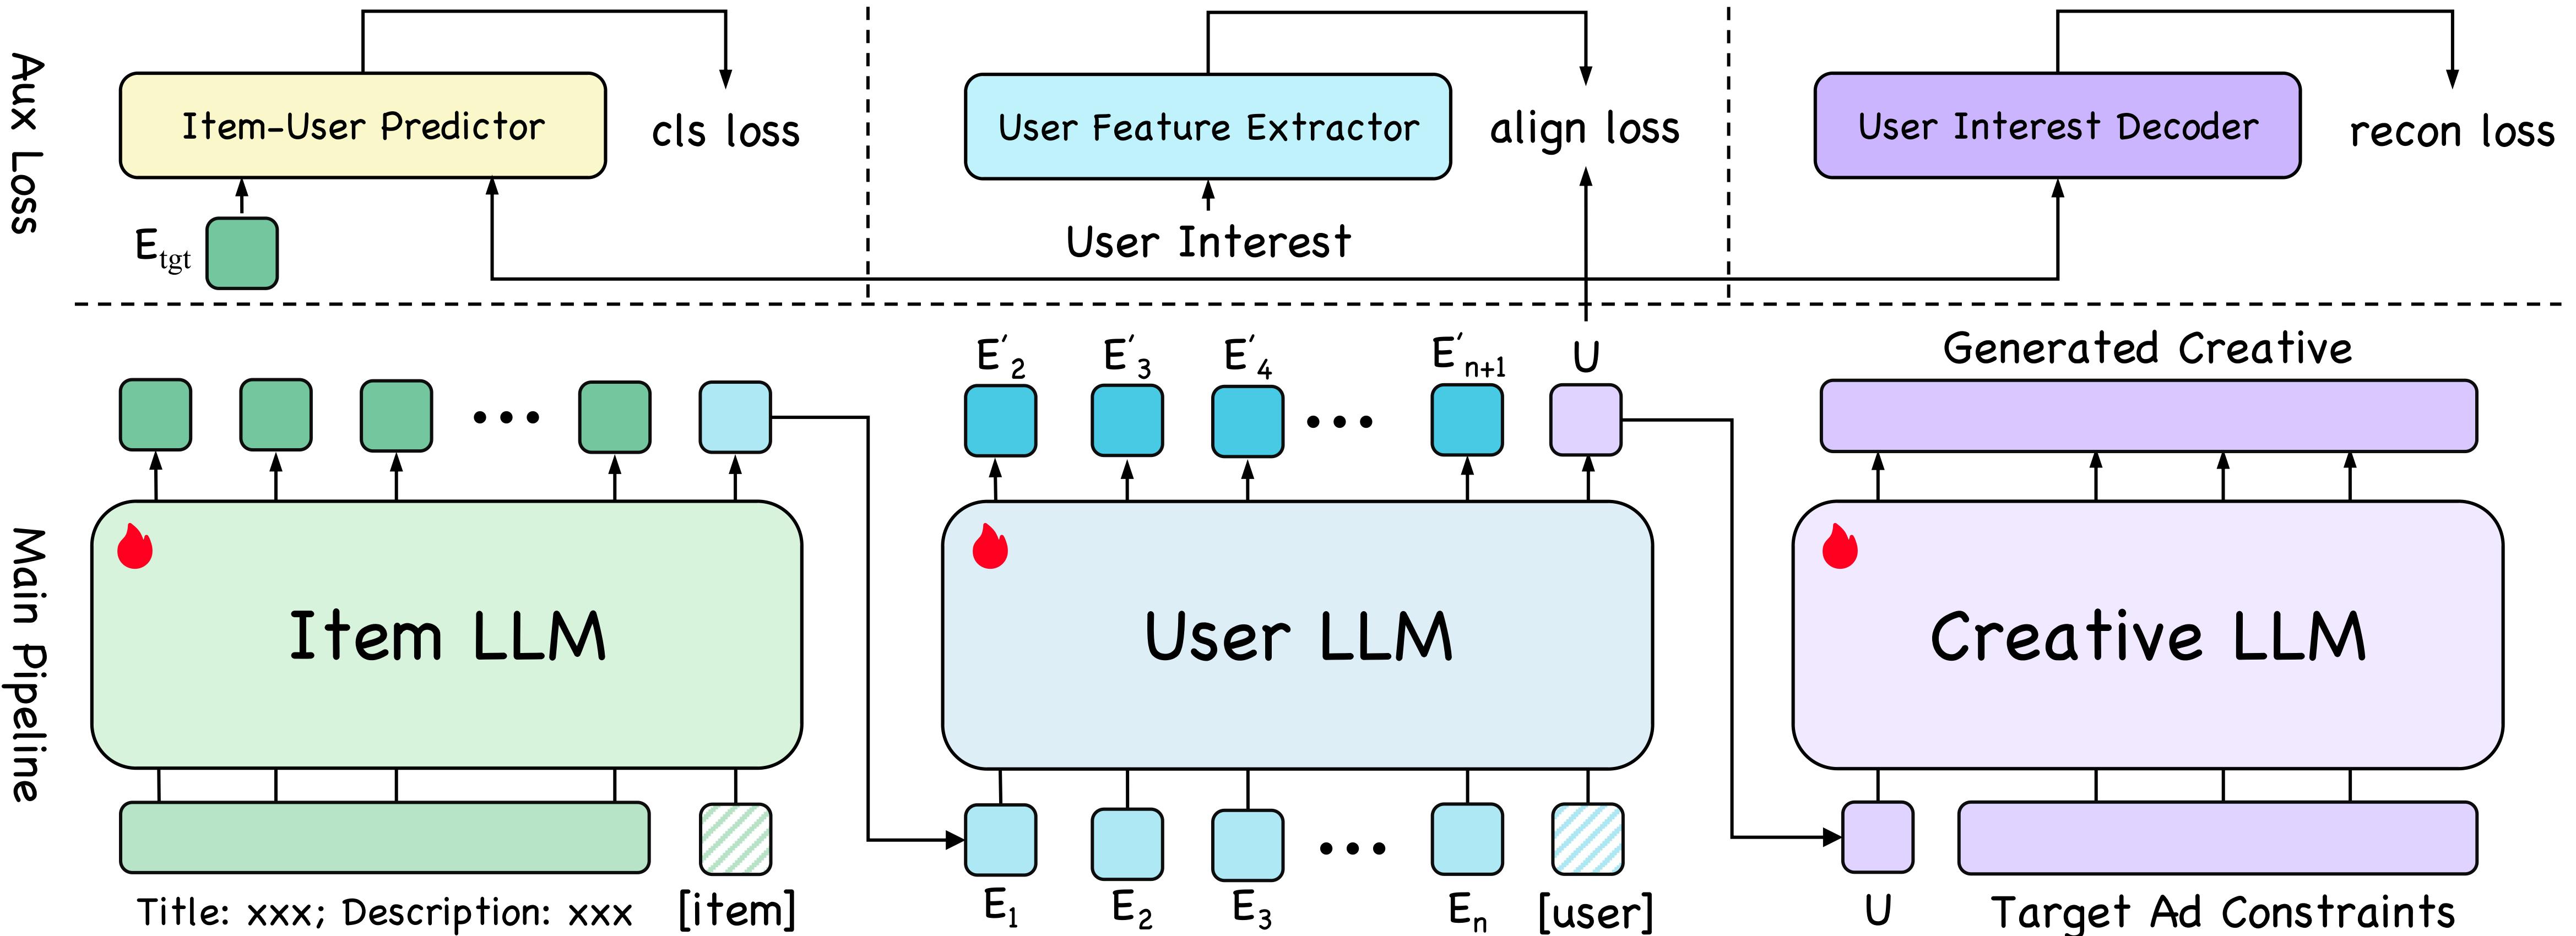 Aux Loss
Item-User Predictor
cls loss
E_tgt
User Feature Extractor
align loss
User Interest
User Interest Decoder
recon loss
Main Pipeline
E′_2
E′_3
E′_4
E′_n+1
U
Generated Creative
Item LLM
User LLM
Creative LLM
Title: xxx; Description: xxx
[item]
E_1
E_2
E_3
E_n
[user]
U
Target Ad Constraints